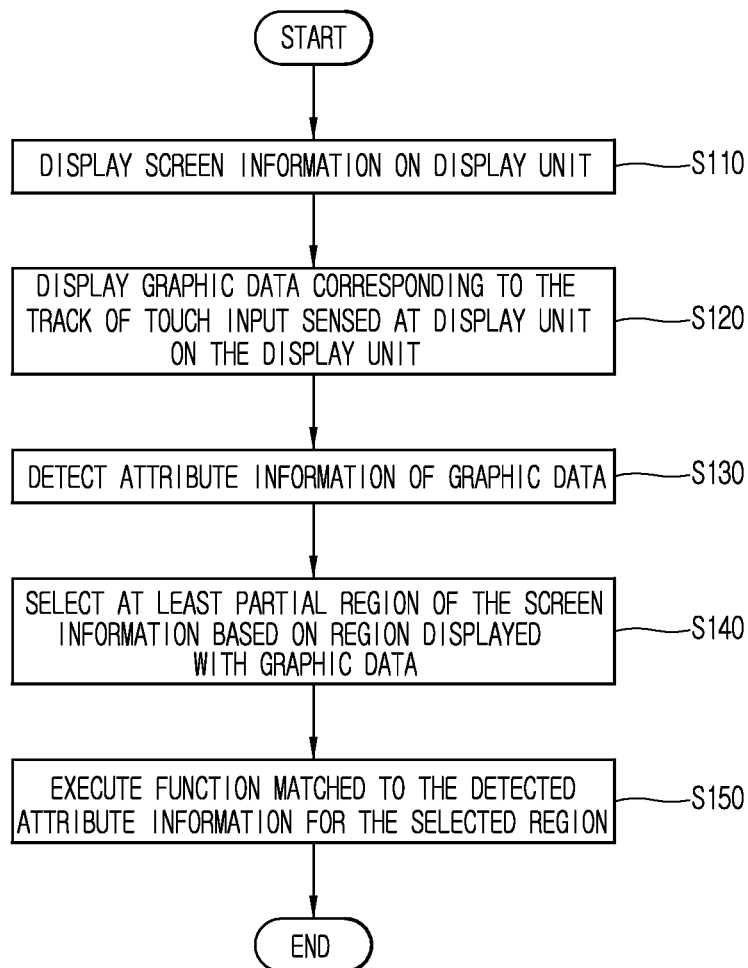 START
DISPLAY SCREEN INFORMATION ON DISPLAY UNIT
S110
DISPLAY GRAPHIC DATA CORRESPONDING TO THE
TRACK OF TOUCH INPUT SENSED AT DISPLAY UNIT
ON THE DISPLAY UNIT
S120
DETECT ATTRIBUTE INFORMATION OF GRAPHIC DATA
S130
SELECT AT LEAST PARTIAL REGION OF THE SCREEN
INFORMATION BASED ON REGION DISPLAYED
WITH GRAPHIC DATA
S140
EXECUTE FUNCTION MATCHED TO THE DETECTED
ATTRIBUTE INFORMATION FOR THE SELECTED REGION
S150
END